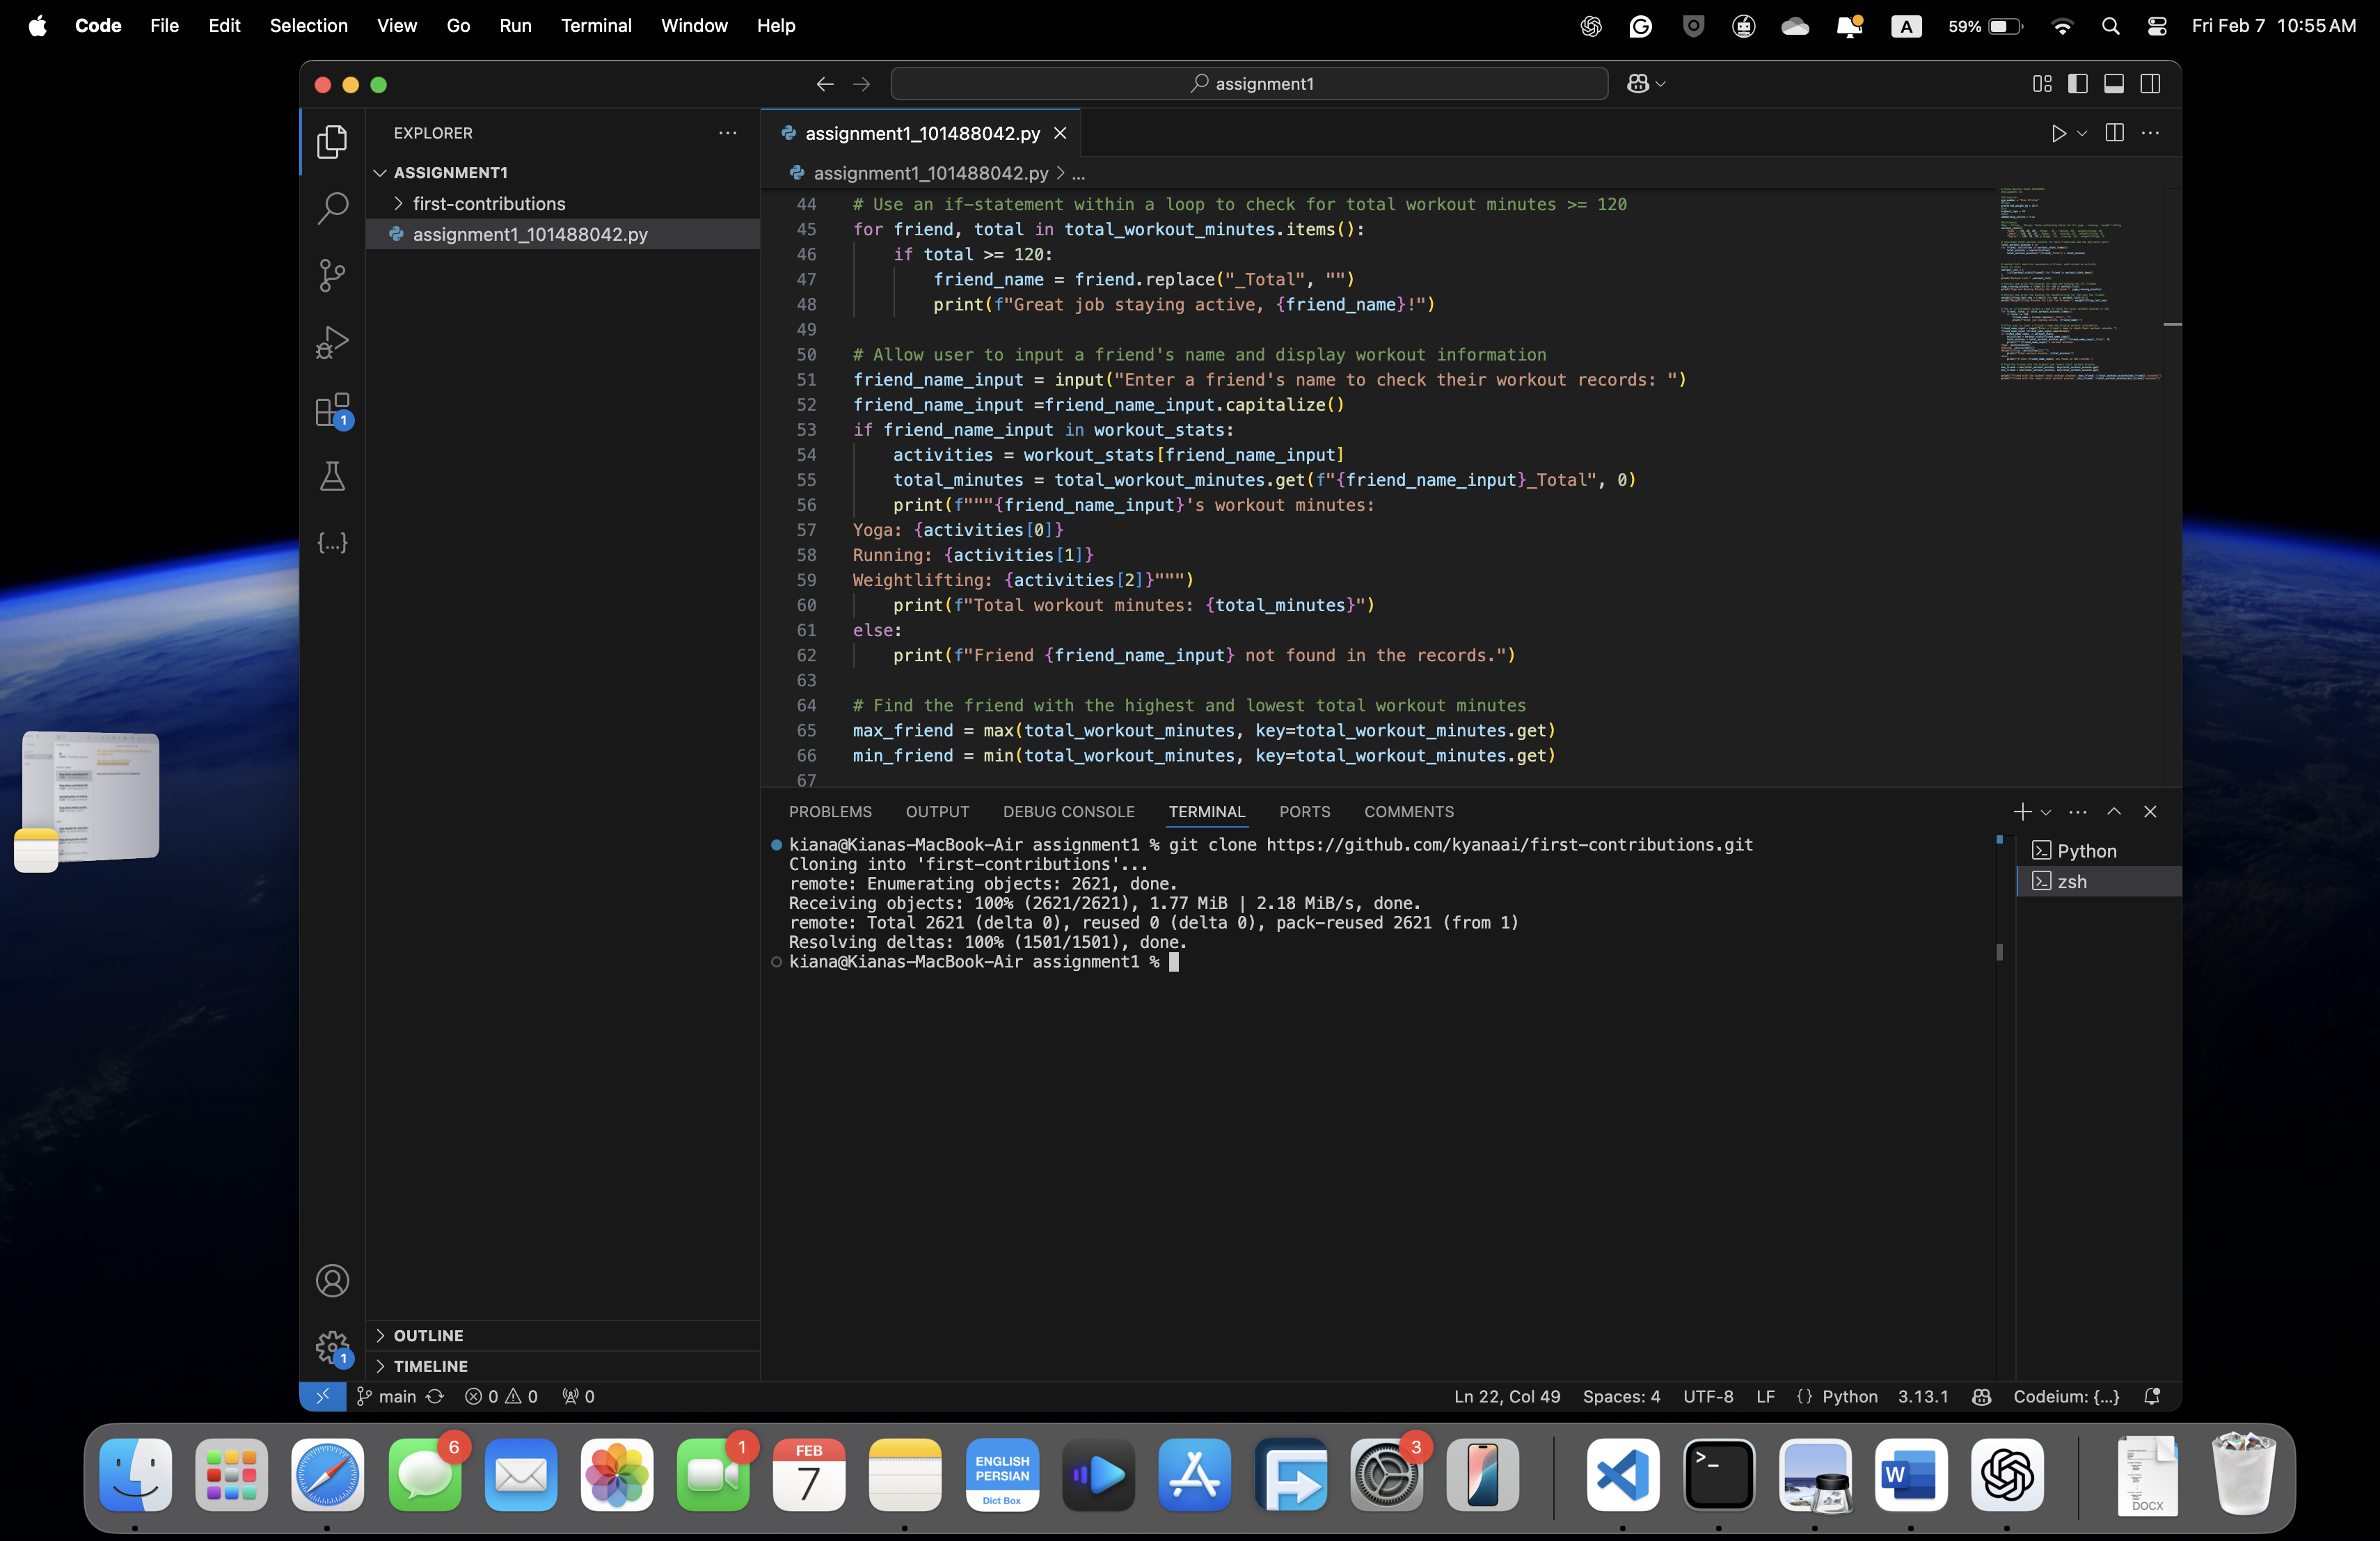 Code File Edit Selection View Go Run Terminal Window Help
A 59% Fri Feb 7 10:55 AM
assignment1
EXPLORER
ASSIGNMENT1
first-contributions
assignment1_101488042.py
1
assignment1_101488042.py
assignment1_101488042.py > ...
44 # Use an if-statement within a loop to check for total workout minutes >= 120
45 for friend, total in total_workout_minutes.items():
46 if total >= 120:
47 friend_name = friend.replace("_Total", "")
48 print(f"Great job staying active, {friend_name}!")
49
50 # Allow user to input a friend's name and display workout information
51 friend_name_input = input("Enter a friend's name to check their workout records: ")
52 friend_name_input =friend_name_input.capitalize()
53 if friend_name_input in workout_stats:
54 activities = workout_stats[friend_name_input]
55 total_minutes = total_workout_minutes.get(f"{friend_name_input}_Total", 0)
56 print(f"""{friend_name_input}'s workout minutes:
57 Yoga: {activities[0]}
58 Running: {activities[1]}
59 Weightlifting: {activities[2]}""")
60 print(f"Total workout minutes: {total_minutes}")
61 else:
62 print(f"Friend {friend_name_input} not found in the records.")
63
64 # Find the friend with the highest and lowest total workout minutes
65 max_friend = max(total_workout_minutes, key=total_workout_minutes.get)
66 min_friend = min(total_workout_minutes, key=total_workout_minutes.get)
67
PROBLEMS OUTPUT DEBUG CONSOLE TERMINAL PORTS COMMENTS
kiana@Kianas-MacBook-Air assignment1 % git clone https://github.com/kyanaai/first-contributions.git
Cloning into 'first-contributions'...
remote: Enumerating objects: 2621, done.
Receiving objects: 100% (2621/2621), 1.77 MiB | 2.18 MiB/s, done.
remote: Total 2621 (delta 0), reused 0 (delta 0), pack-reused 2621 (from 1)
Resolving deltas: 100% (1501/1501), done.
kiana@Kianas-MacBook-Air assignment1 %
Python
zsh
OUTLINE
1
TIMELINE
main 0 0 0
Ln 22, Col 49 Spaces: 4 UTF-8 LF {} Python 3.13.1 Codeium: {...}
6
1
FEB
7
ENGLISH
PERSIAN
Dict Box
3
>_
W
DOCX